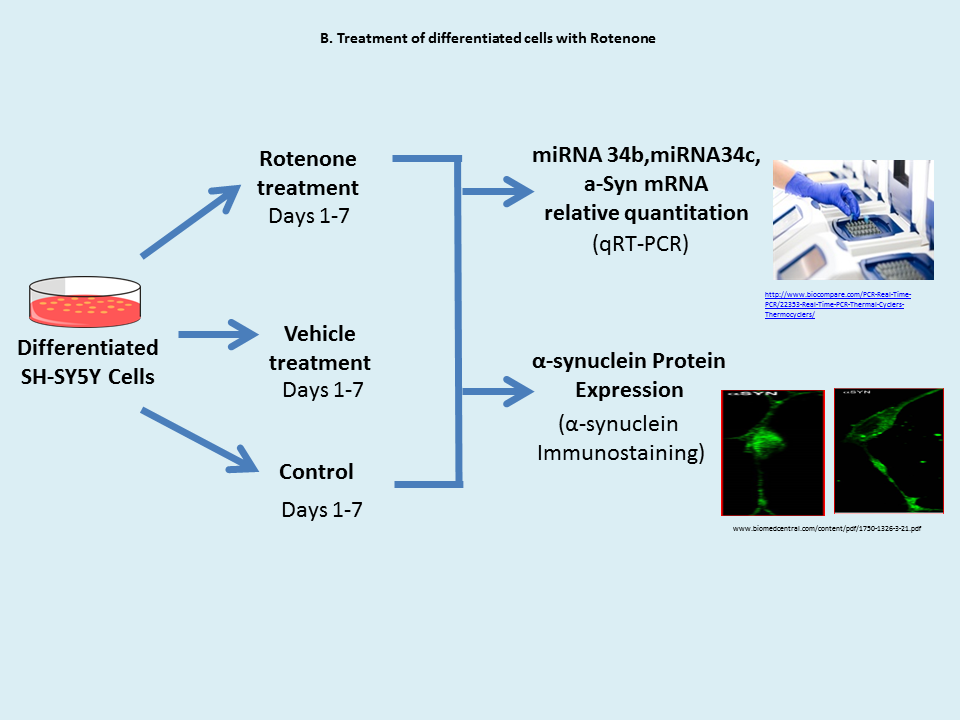 B. Treatment of differentiated cells with Rotenone
Rotenone
treatment
Days 1-7
miRNA 34b,miRNA34c,
a-Syn mRNA
relative quantitation
(qRT-PCR)
http://www.biocompare.com/PCR-Real-Time-
PCR/22353-Real-Time-PCR-Thermal-Cyclers-
Thermocyclers/
Differentiated
SH-SY5Y Cells
Vehicle
treatment
Days 1-7
α-synuclein Protein
Expression
(α-synuclein
Immunostaining)
αSYN
αSYN
www.biomedcentral.com/content/pdf/1750-1326-3-21.pdf
Control
Days 1-7